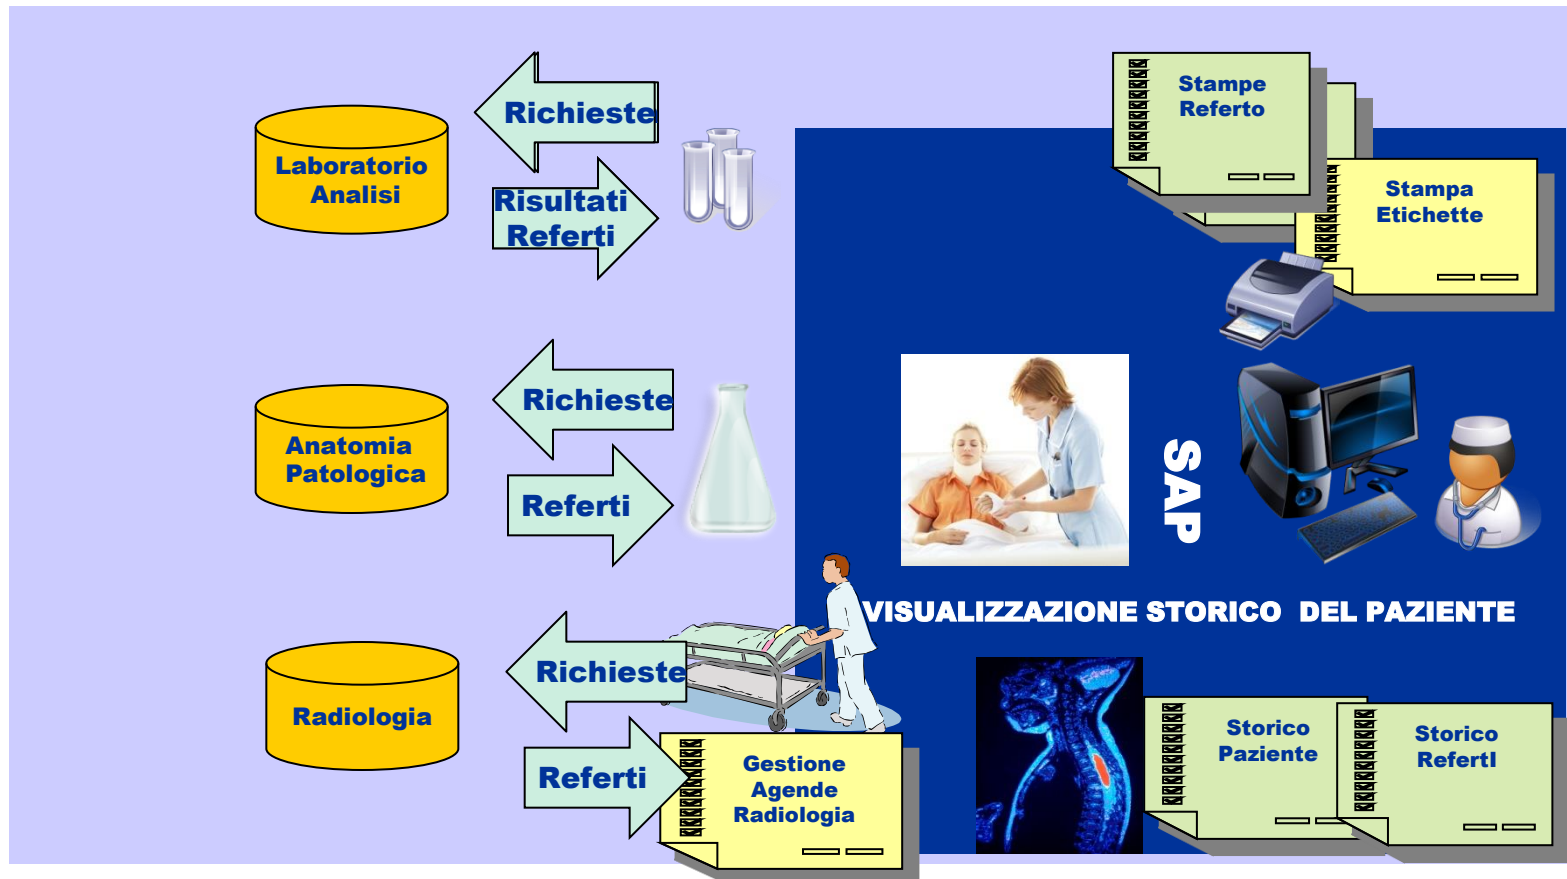 Richieste
Laboratorio
Analisi
Risultati
Referti
Stampe
Referto
Stampa
Etichette
Richieste
Anatomia
Patologica
Referti
SAP
VISUALIZZAZIONE STORICO DEL PAZIENTE
Richieste
Radiologia
Referti
Gestione
Agende
Radiologia
Storico
Paziente
Storico
RefertI